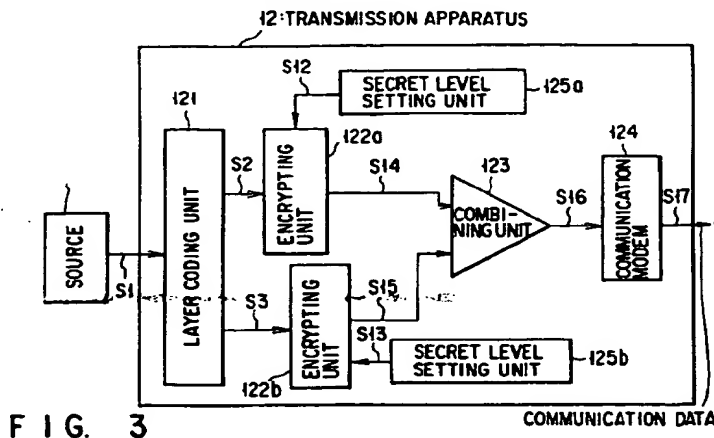 12:TRANSMISSION APPARATUS
S12
SECRET LEVEL
SETTING UNIT
125a
121
122a
S2
S14
123
124
S16
S17
SOURCE
S1
LAYER CODING UNIT
ENCRYPTING
UNIT
COMBI-
NING UNIT
COMMUNICATION
MODEM
S3
ENCRYPTING
UNIT
S15
S13
SECRET LEVEL
SETTING UNIT
122b
125b
FIG. 3
COMMUNICATION DATA